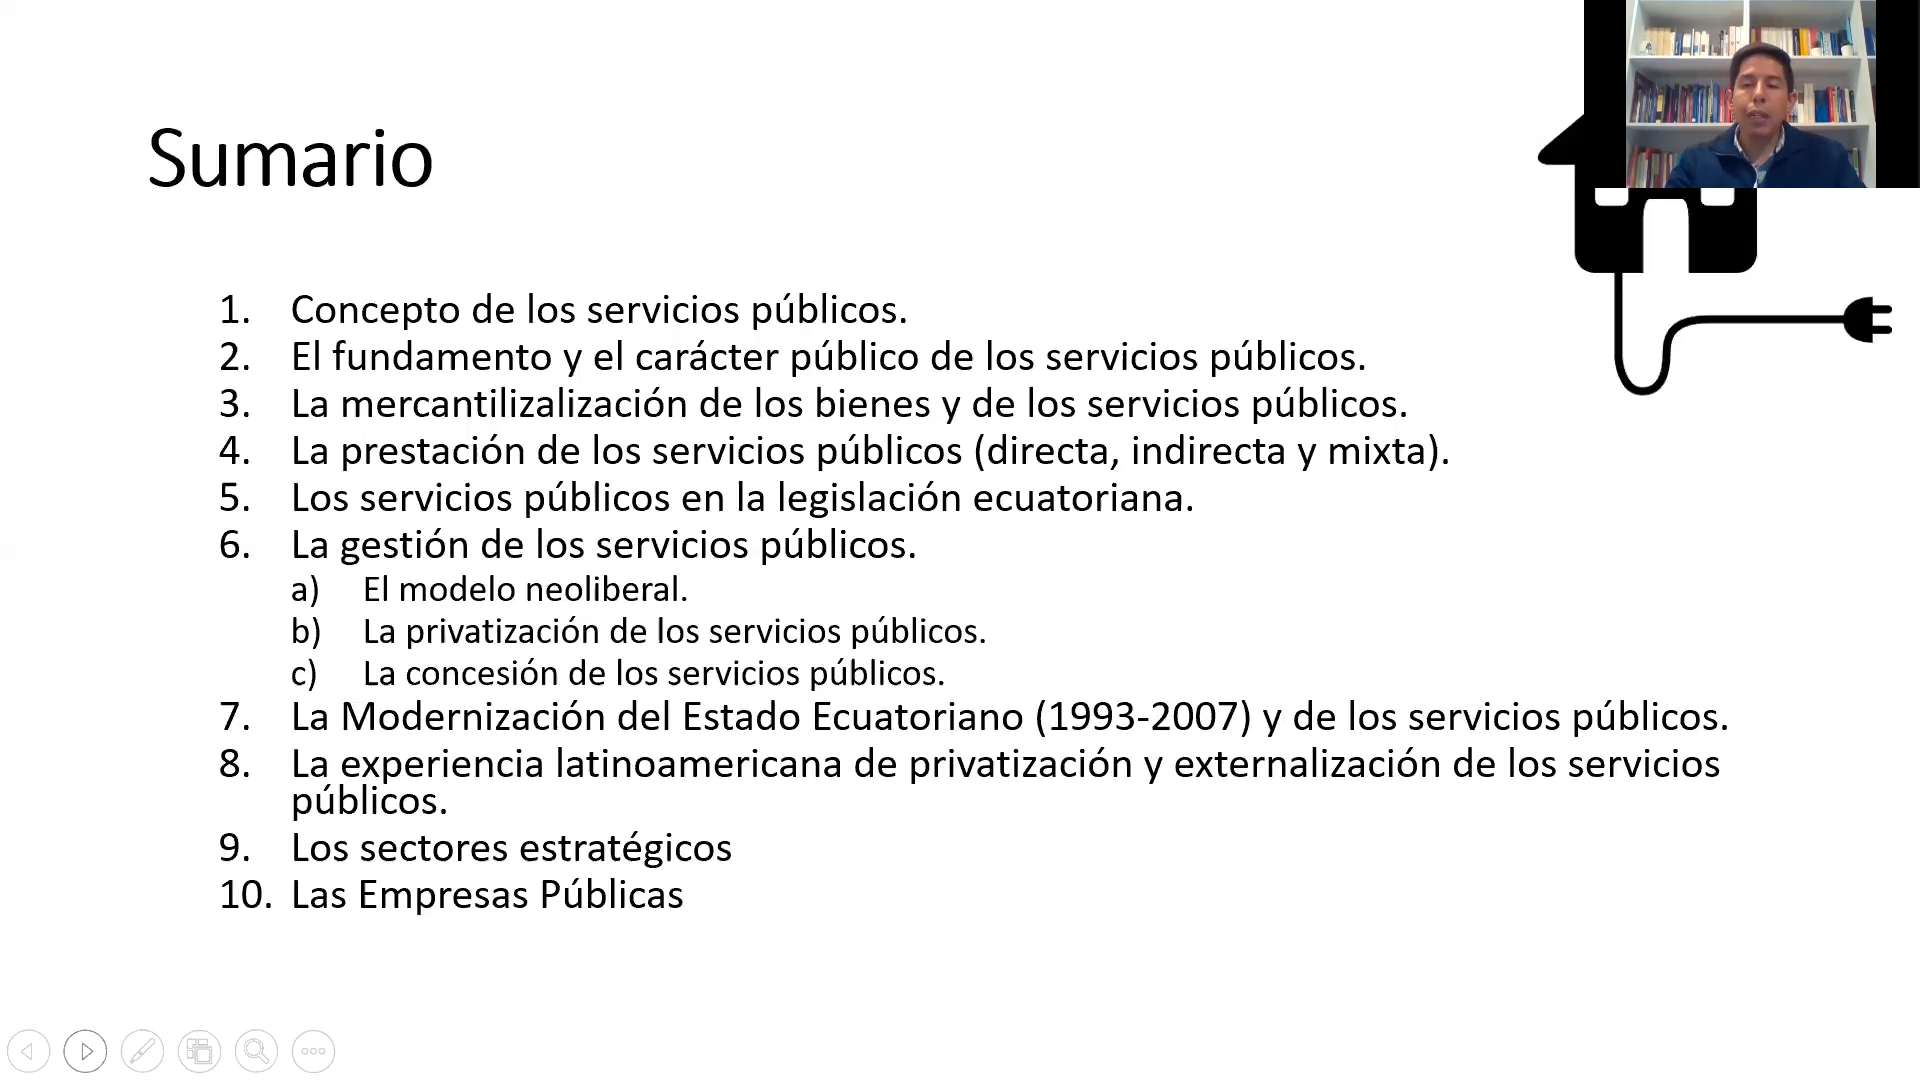 Sumario
1. Concepto de los servicios públicos.
2. El fundamento y el carácter público de los servicios públicos.
3. La mercantilizalización de los bienes y de los servicios públicos.
4. La prestación de los servicios públicos (directa, indirecta y mixta).
5. Los servicios públicos en la legislación ecuatoriana.
6. La gestión de los servicios públicos.
a) El modelo neoliberal.
b) La privatización de los servicios públicos.
c) La concesión de los servicios públicos.
7. La Modernización del Estado Ecuatoriano (1993-2007) y de los servicios públicos.
8. La experiencia latinoamericana de privatización y externalización de los servicios
públicos.
9. Los sectores estratégicos
10. Las Empresas Públicas